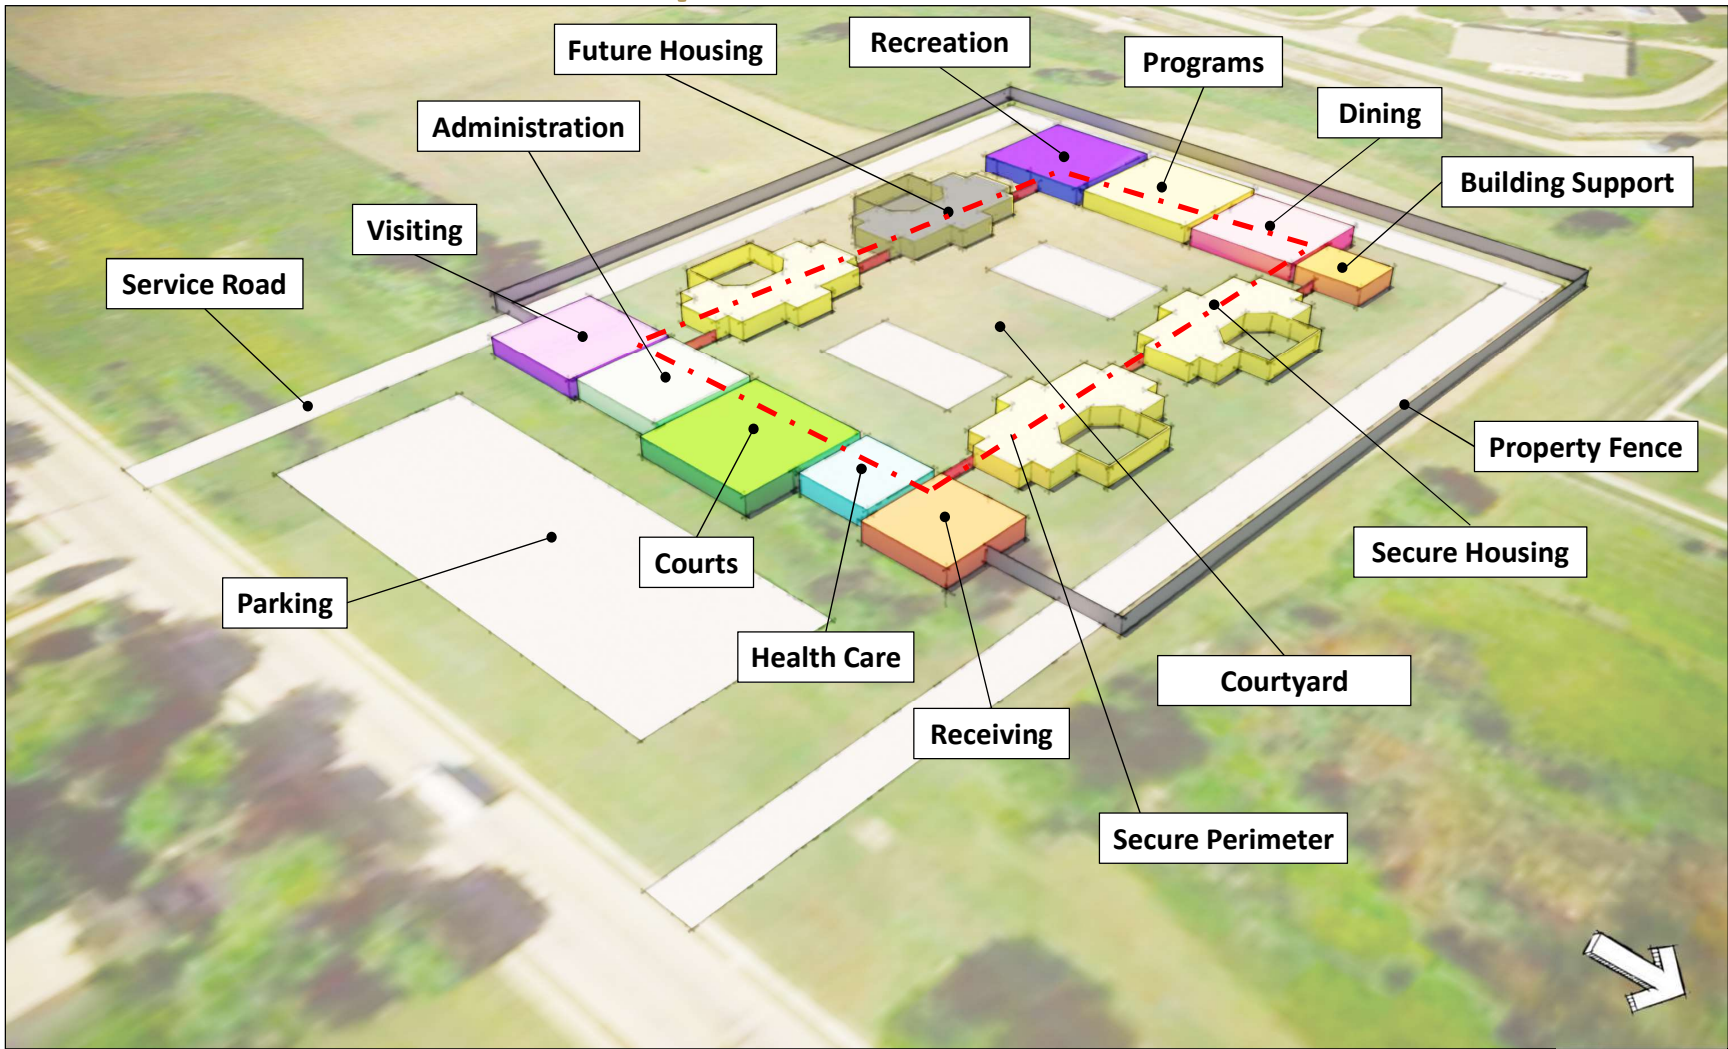 Future Housing
Recreation
Programs
Administration
Dining
Building Support
Visiting
Service Road
Property Fence
Secure Housing
Courts
Parking
Health Care
Courtyard
Receiving
Secure Perimeter